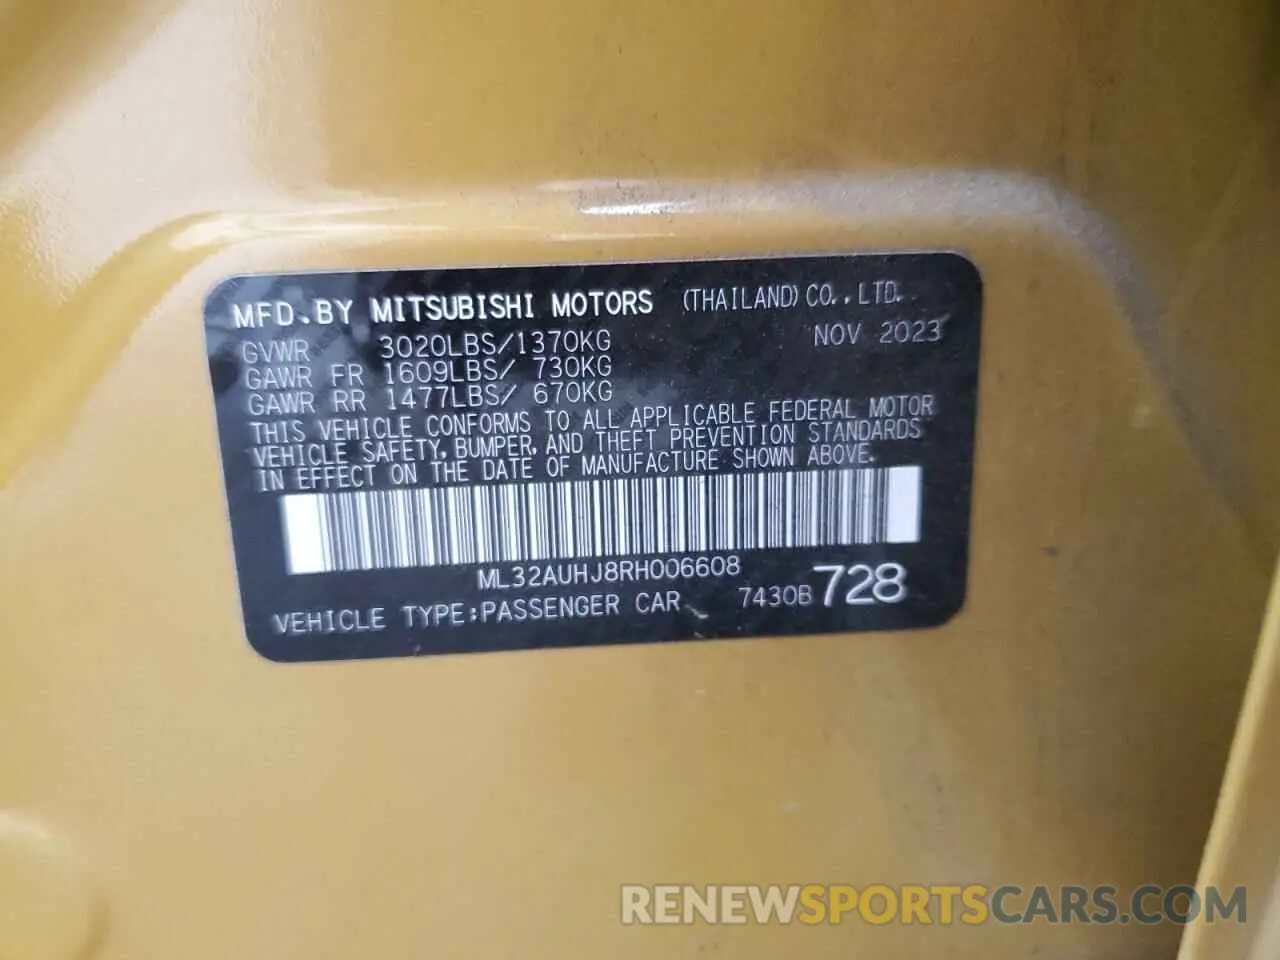 MFD.BY MITSUBISHI MOTORS (THAILAND) CO.,LTD.
GVWR 3020LBS/1370KG NOV 2023
GAWR FR 1609LBS/ 730KG
GAWR RR 1477LBS/ 670KG
THIS VEHICLE CONFORMS TO ALL APPLICABLE FEDERAL MOTOR
VEHICLE SAFETY, BUMPER, AND THEFT PREVENTION STANDARDS
IN EFFECT ON THE DATE OF MANUFACTURE SHOWN ABOVE.
ML32AUHJ8RH006608
VEHICLE TYPE:PASSENGER CAR 7430B 728
RENEWSPORTSCARS.COM